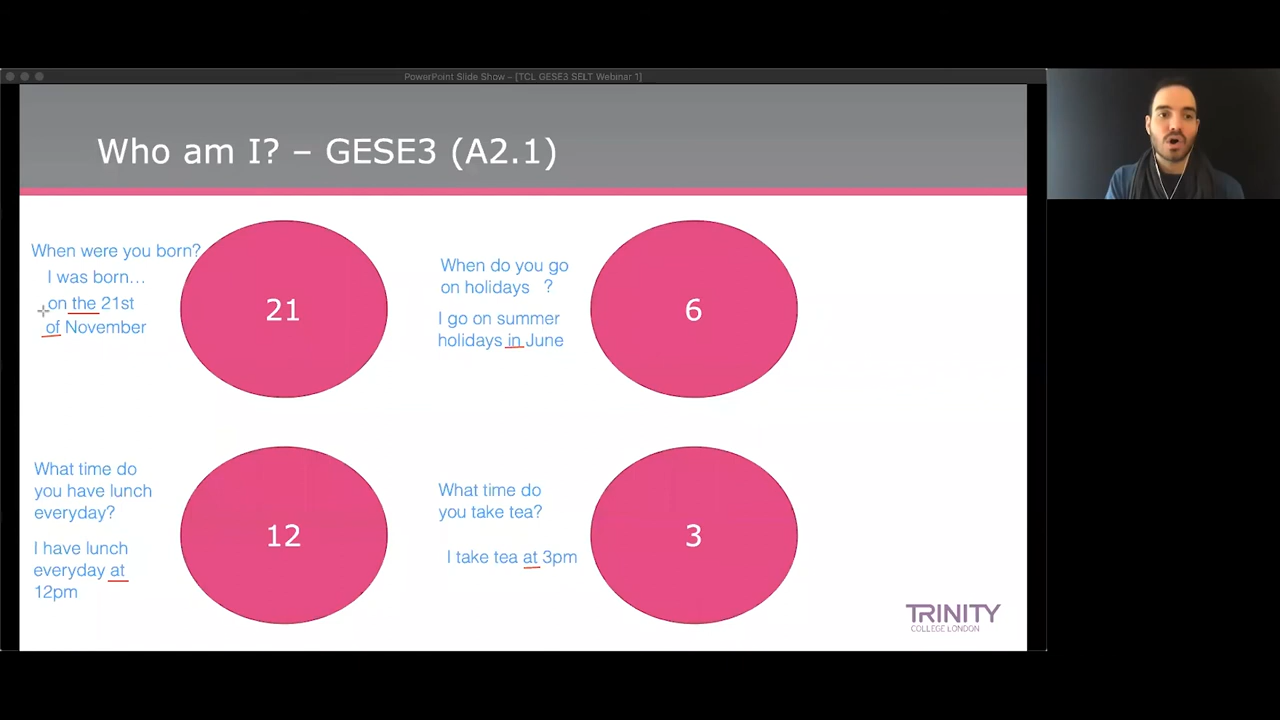 PowerPoint Slide Show – [TCL GESE3 SELT Webinar 1]
Who am I? – GESE3 (A2.1)
When were you born?
I was born...
on the 21st
of November
21
When do you go
on holidays ?
I go on summer
holidays in June
6
What time do
you have lunch
everyday?
I have lunch
everyday at
12pm
12
What time do
you take tea?
I take tea at 3pm
3
TRINITY
COLLEGE LONDON